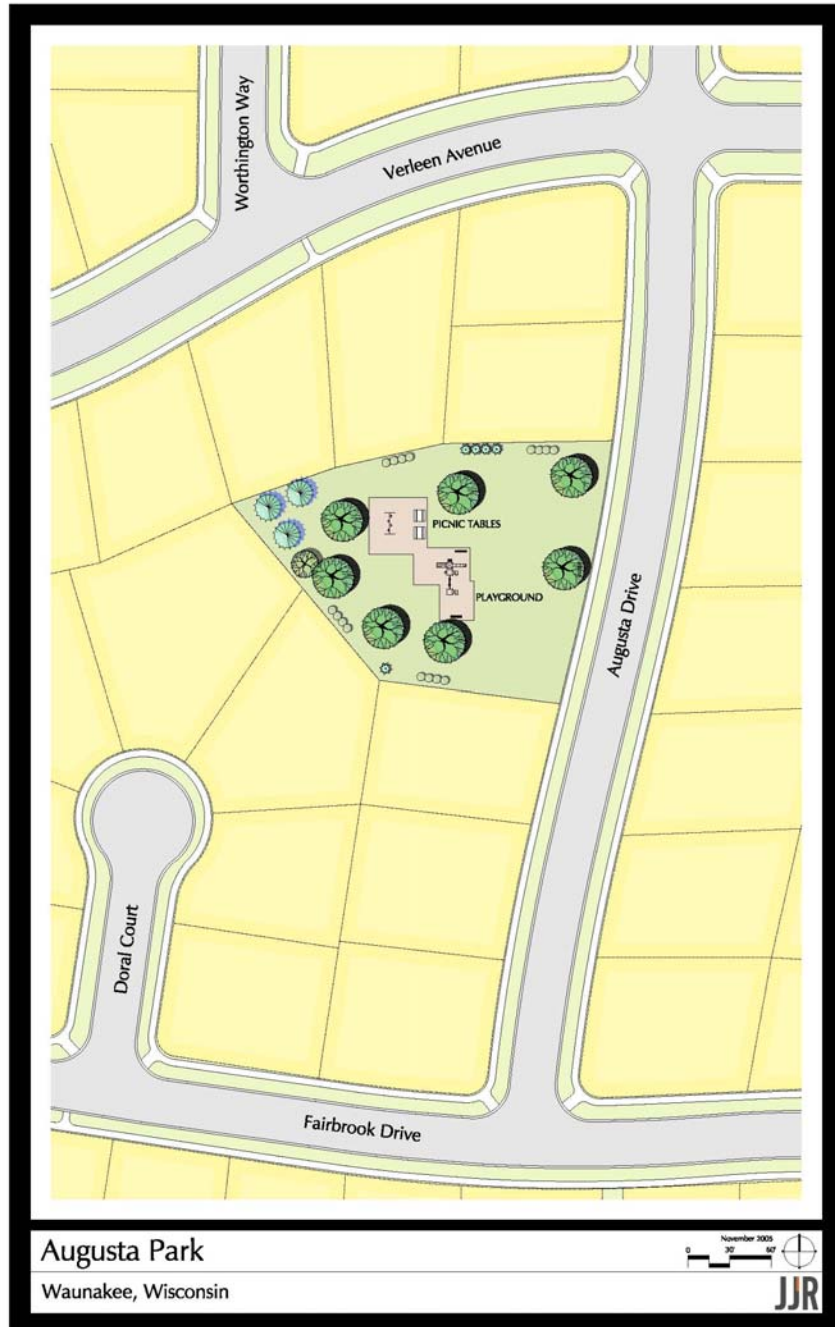 Worthington Way
Verleen Avenue
PICNIC TABLES
PLAYGROUND
Augusta Drive
Doral Court
Fairbrook Drive
Augusta Park
Waunakee, Wisconsin
November 2005
0 30' 60'
JJR